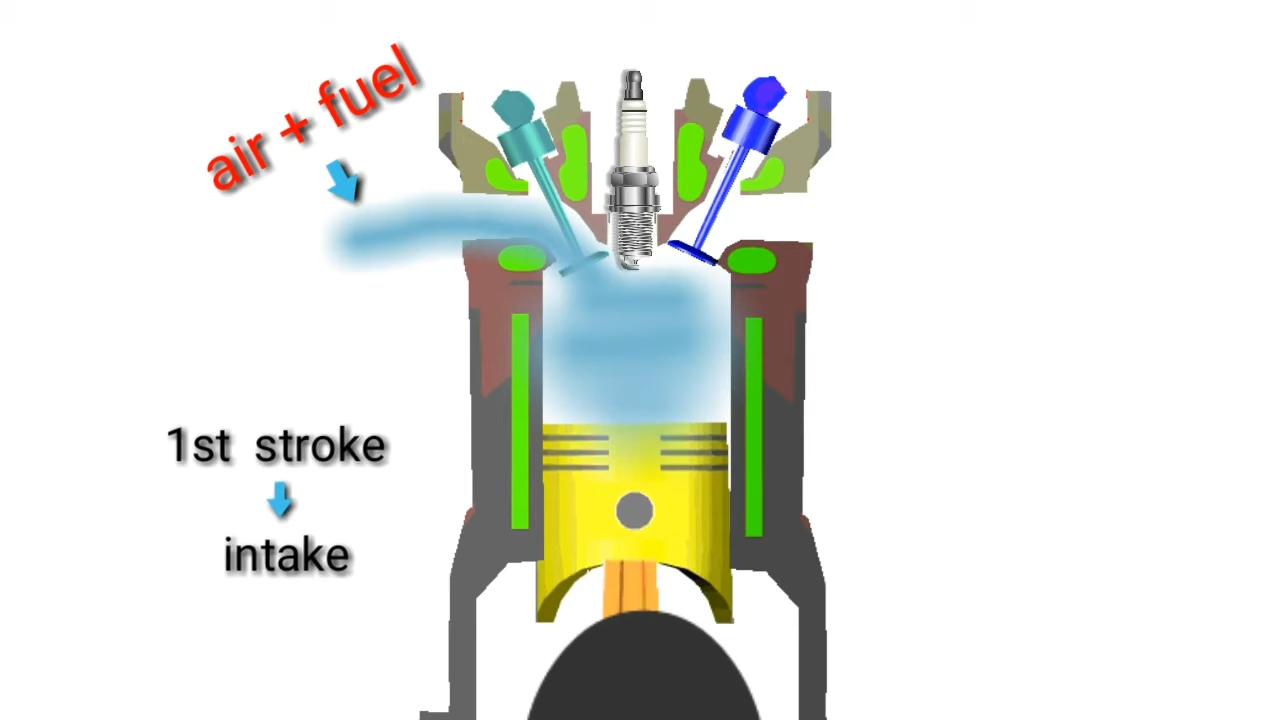 air + fuel
1st stroke
intake